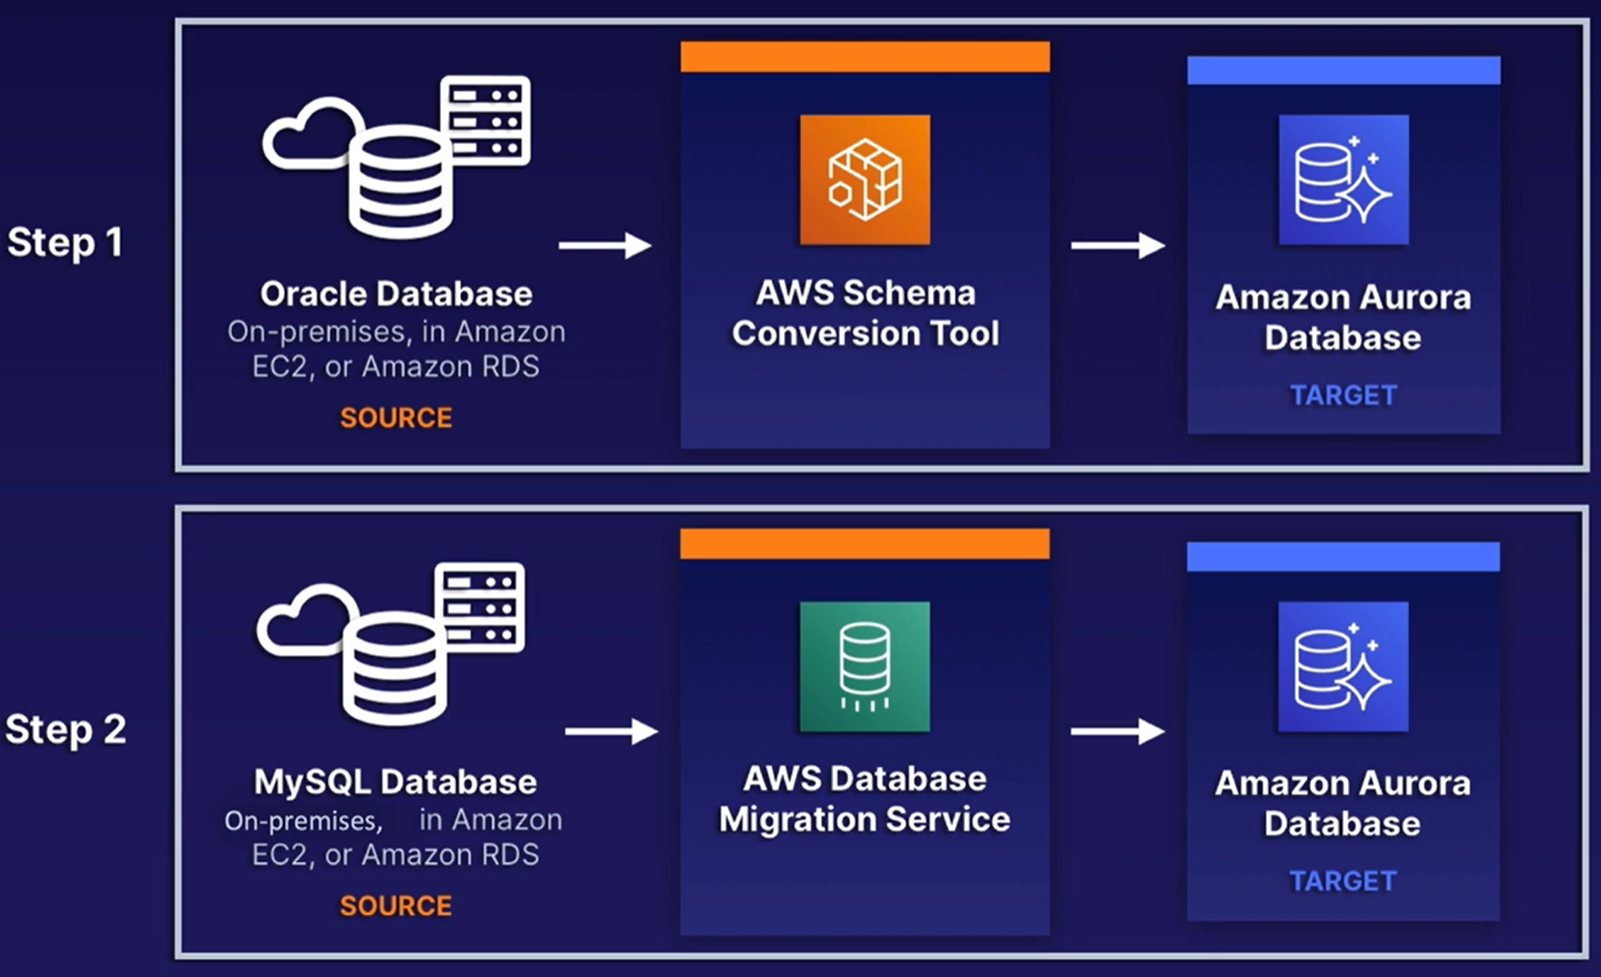 Step 1
Oracle Database
On-premises, in Amazon
EC2, or Amazon RDS
SOURCE
AWS Schema
Conversion Tool
Amazon Aurora
Database
TARGET
Step 2
MySQL Database
On-premises, in Amazon
EC2, or Amazon RDS
SOURCE
AWS Database
Migration Service
Amazon Aurora
Database
TARGET